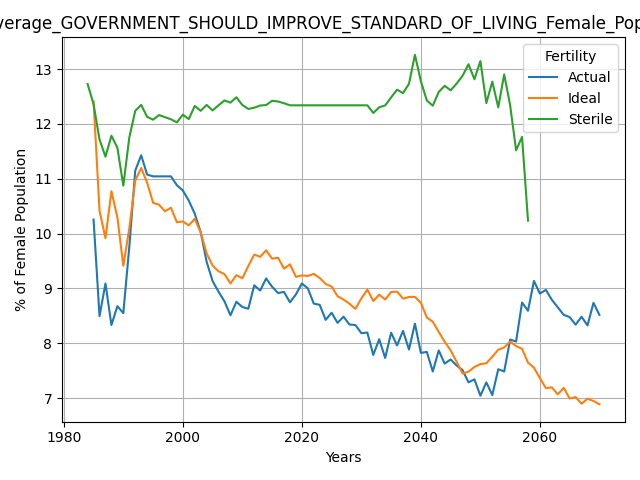 verage_GOVERNMENT_SHOULD_IMPROVE_STANDARD_OF_LIVING_Female_Pop
Fertility
Actual
Ideal
Sterile
% of Female Population
13
12
11
10
9
8
7
1980
2000
2020
2040
2060
Years